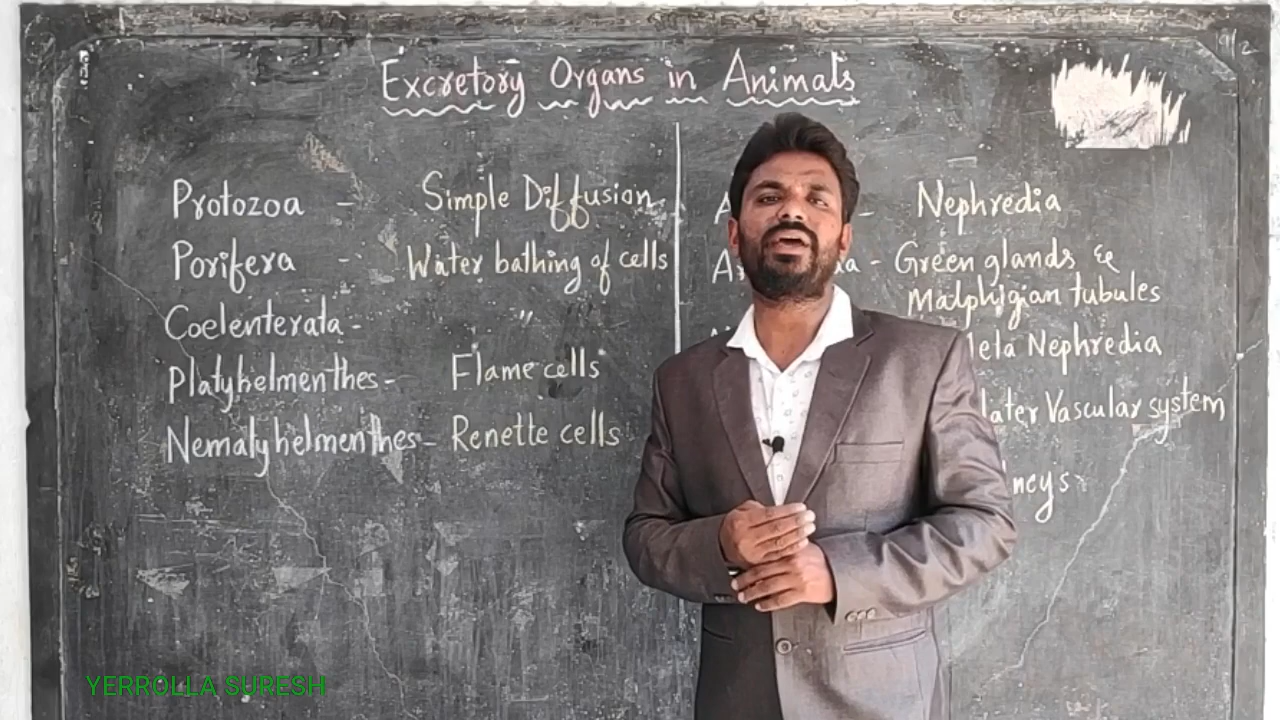 Excretory Organs in Animals
Protozoa - Simple Diffusion.
Porifera - Water bathing of cells
Coelenterata - "
Platyhelmenthes - Flame cells
Nematyhelmenthes - Renette cells
- Nephredia
- Green glands &
Malphigian tubules
Nephredia
Vascular system
YERROLLA SURESH